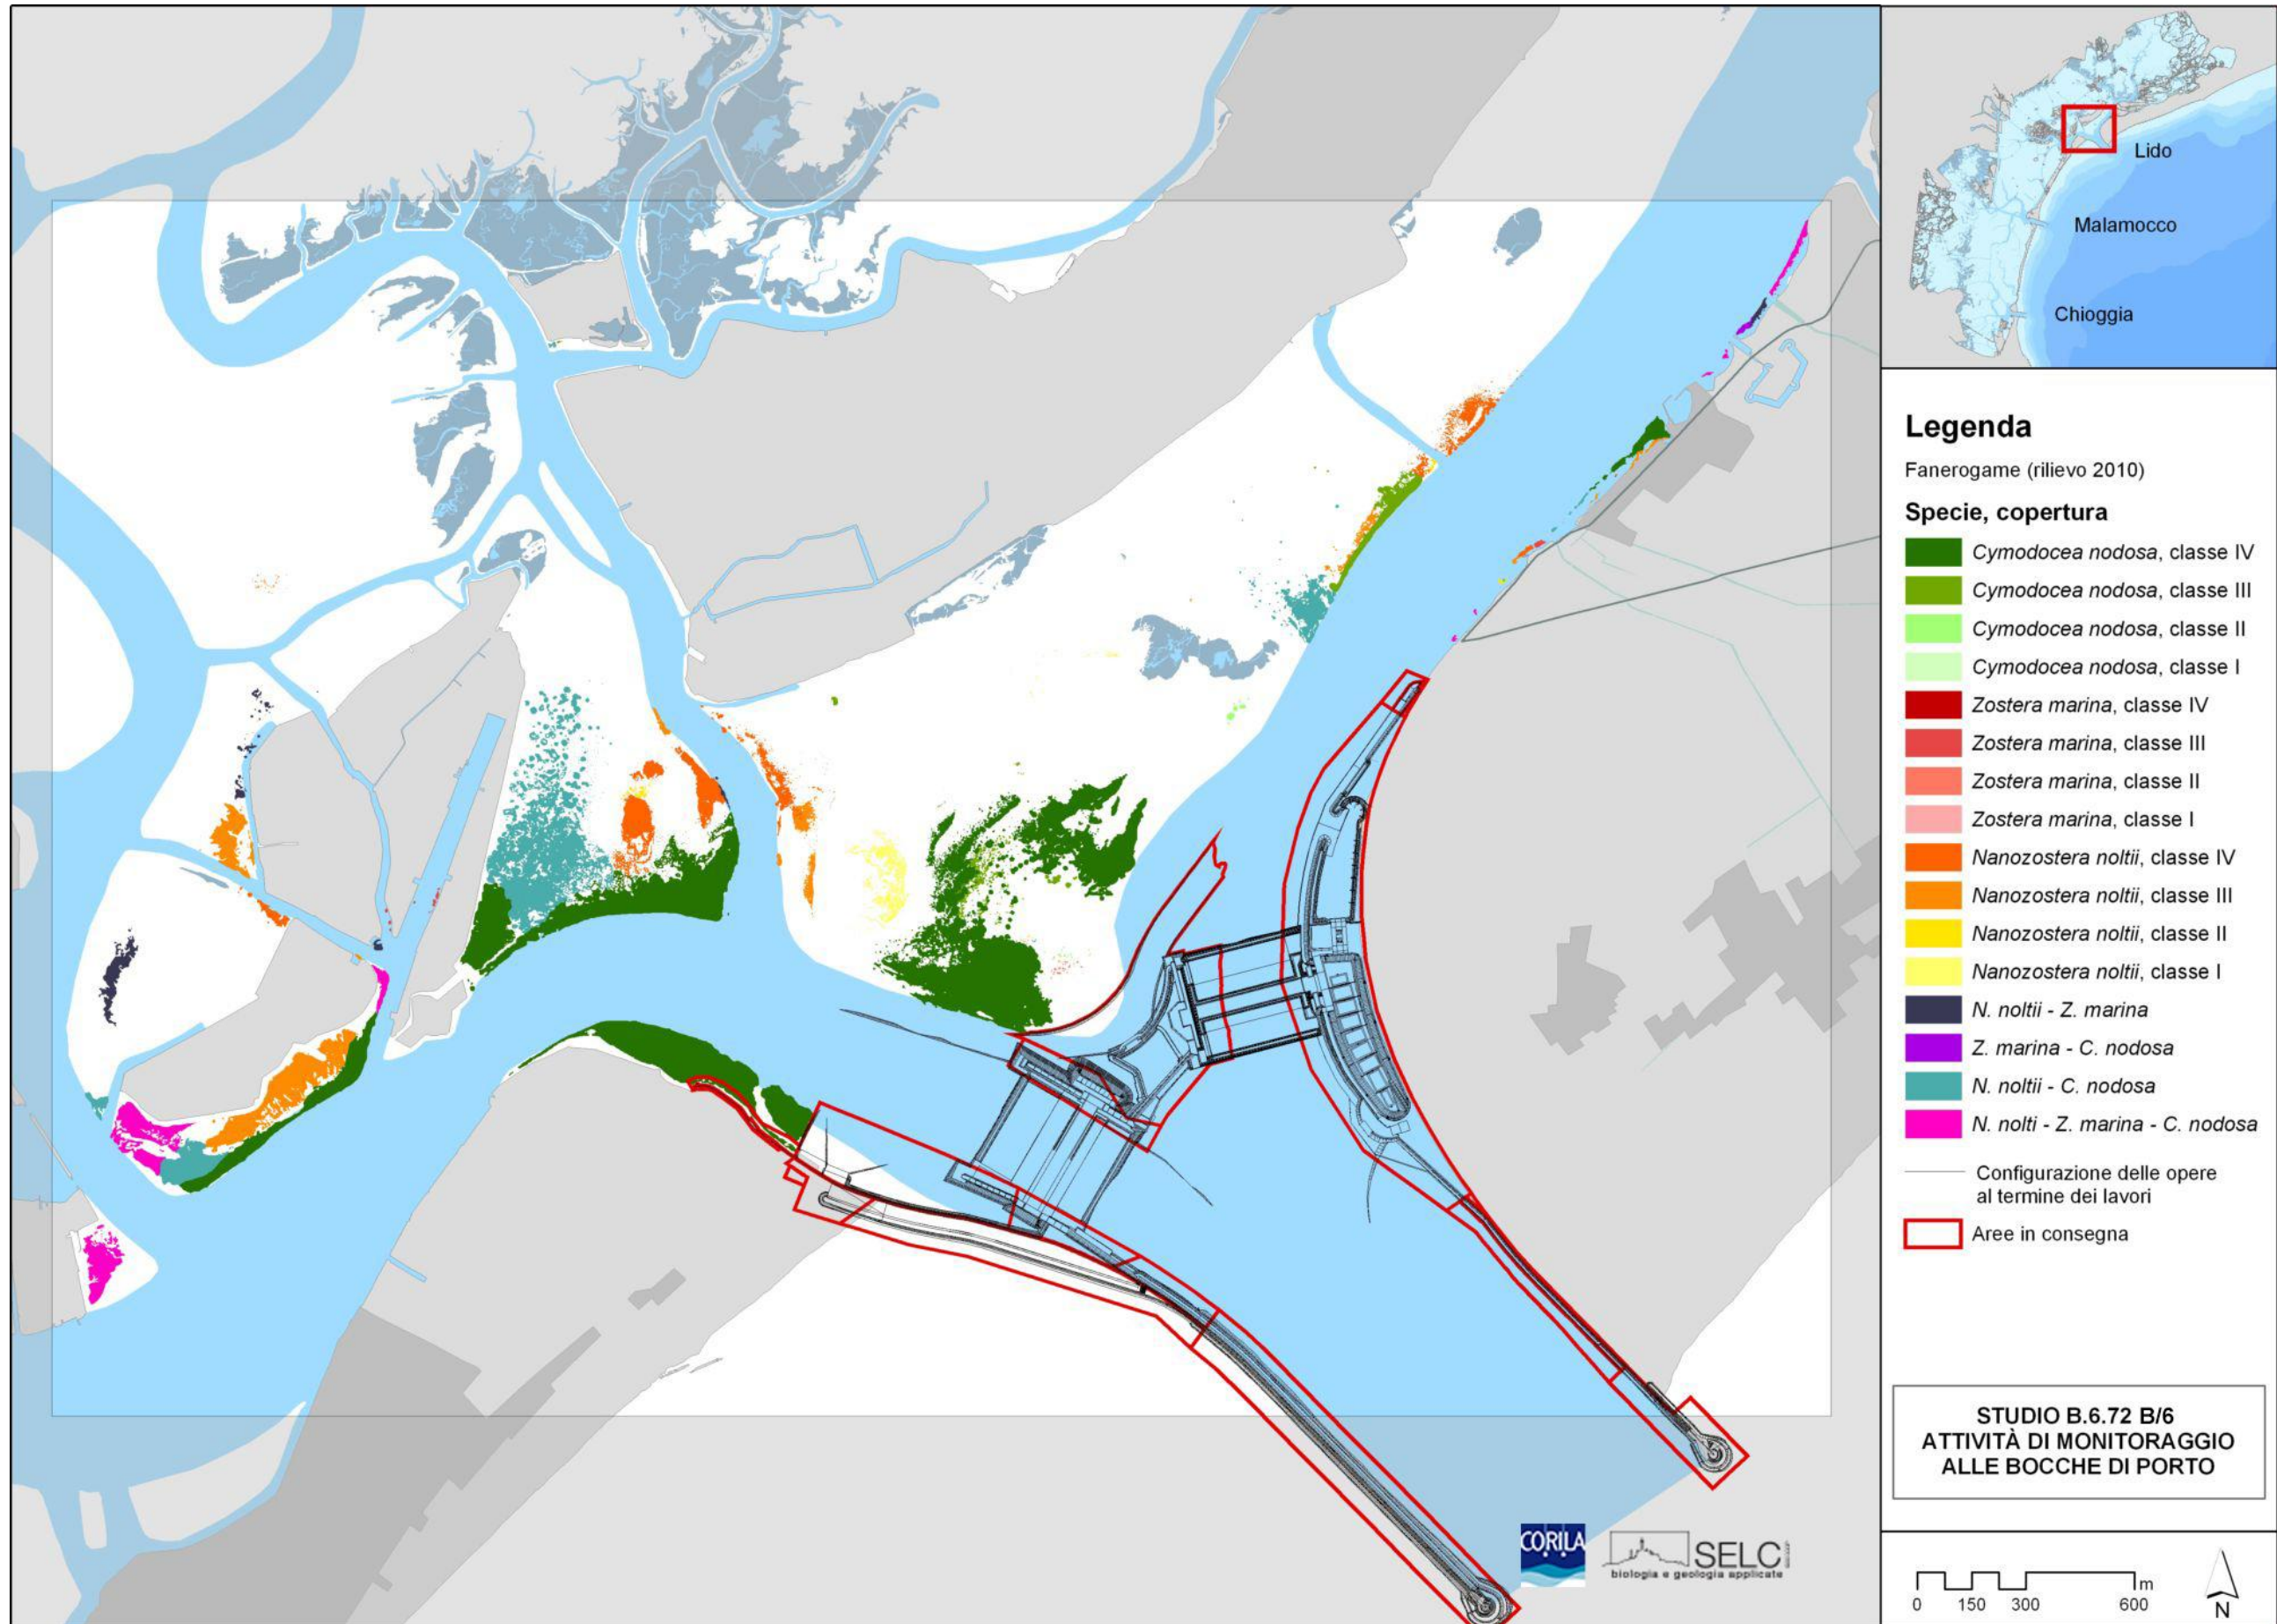 Lido
Malamocco
Chioggia
Legenda
Fanerogame (rilievo 2010)
Specie, copertura
Cymodocea nodosa, classe IV
Cymodocea nodosa, classe III
Cymodocea nodosa, classe II
Cymodocea nodosa, classe I
Zostera marina, classe IV
Zostera marina, classe III
Zostera marina, classe II
Zostera marina, classe I
Nanozostera noltii, classe IV
Nanozostera noltii, classe III
Nanozostera noltii, classe II
Nanozostera noltii, classe I
N. noltii - Z. marina
Z. marina - C. nodosa
N. noltii - C. nodosa
N. nolti - Z. marina - C. nodosa
Configurazione delle opere
al termine dei lavori
Aree in consegna
STUDIO B.6.72 B/6
ATTIVITÀ DI MONITORAGGIO
ALLE BOCCHE DI PORTO
CORILA
SELC
biologia e geologia applicate
m
0 150 300 600
N